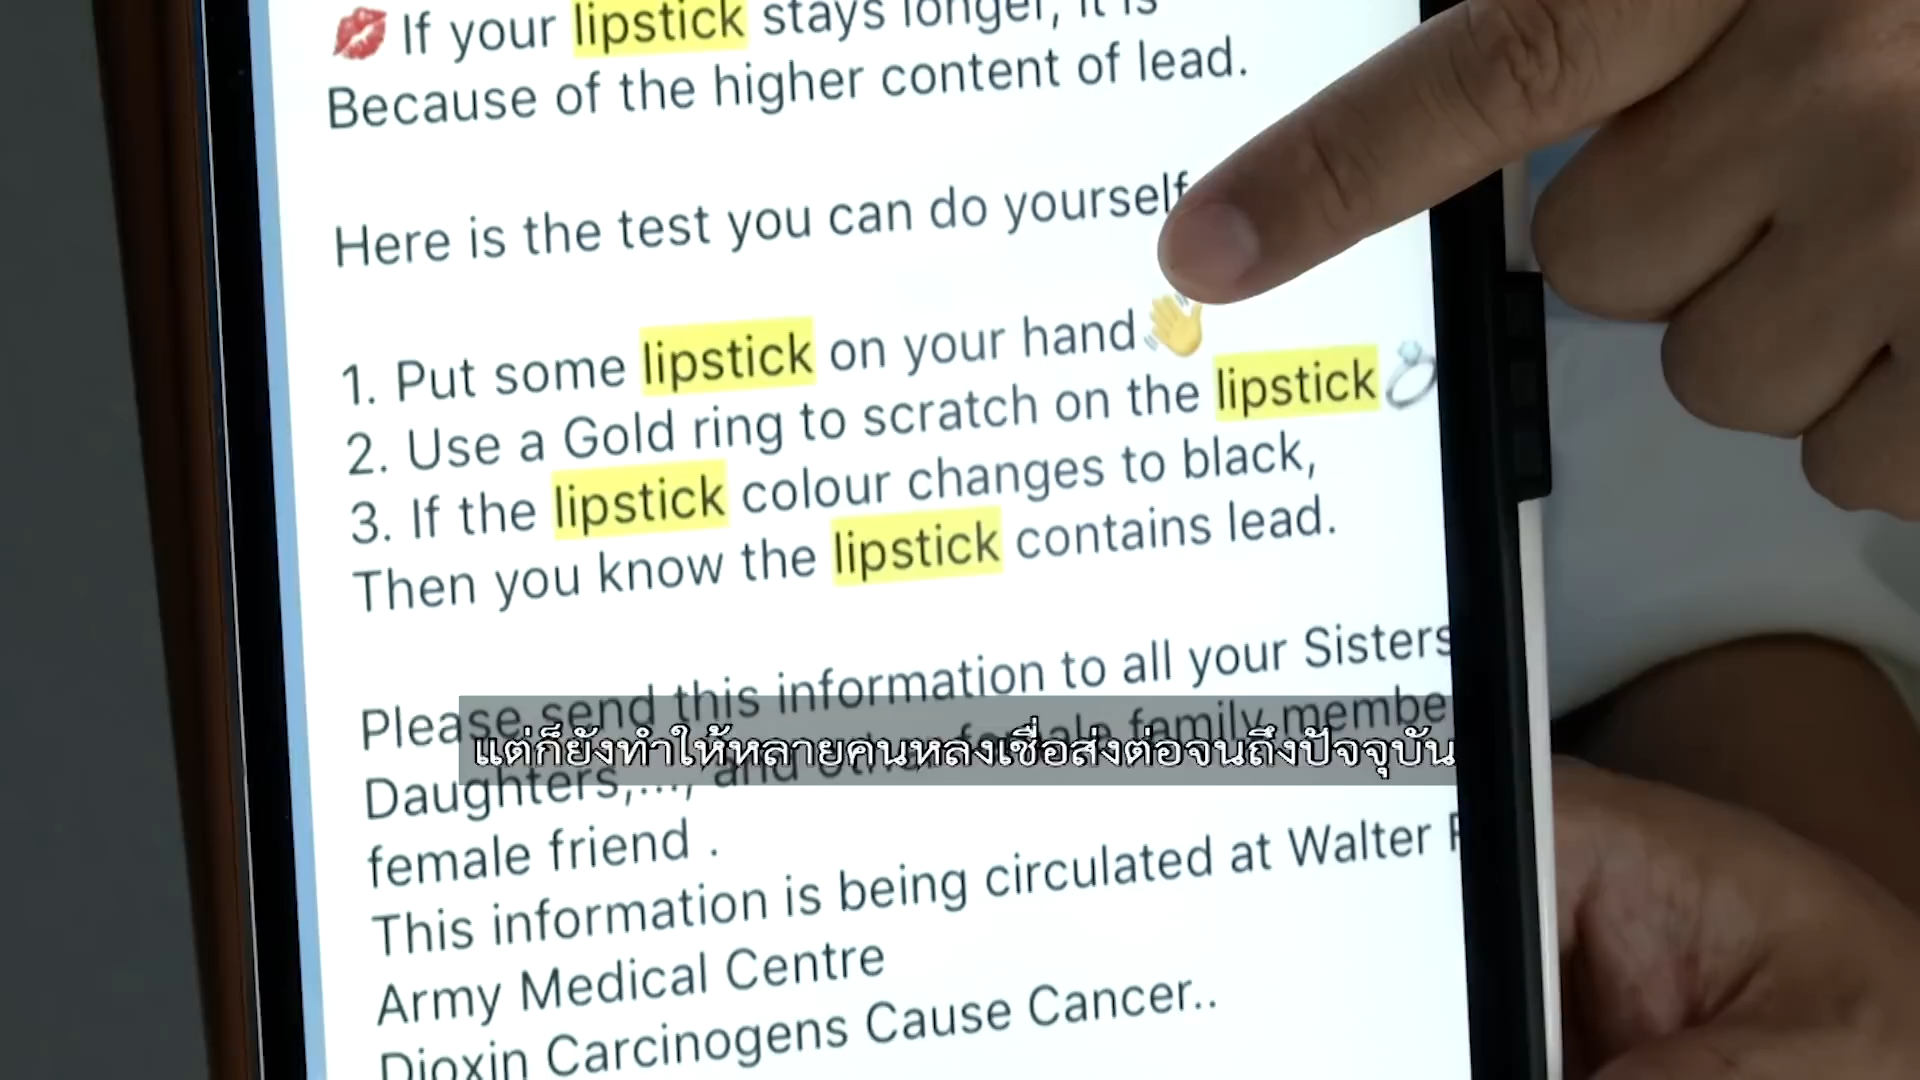 💋 If your lipstick stays longer, it is
Because of the higher content of lead.
Here is the test you can do yourself
1. Put some lipstick on your hand👋
2. Use a Gold ring to scratch on the lipstick💍
3. If the lipstick colour changes to black,
Then you know the lipstick contains lead.
Please send this information to all your Sisters
Daughters,..., and other female family membe
แต่ก็ยังทำให้หลายคนหลงเชื่อส่งต่อจนถึงปัจจุบัน
female friend .
This information is being circulated at Walter
Army Medical Centre
Dioxin Carcinogens Cause Cancer..